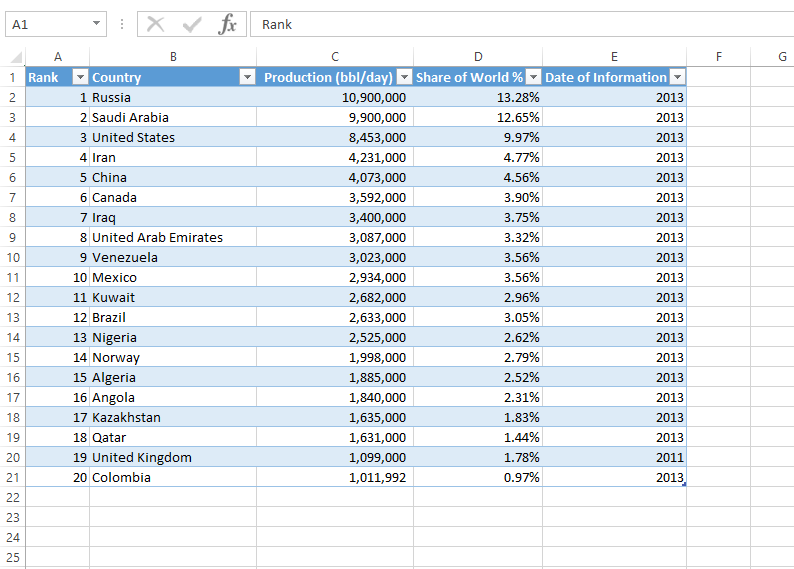 A1 fx Rank
A B C D E F G
1 Rank Country Production (bbl/day) Share of World % Date of Information
2 1 Russia 10,900,000 13.28% 2013
3 2 Saudi Arabia 9,900,000 12.65% 2013
4 3 United States 8,453,000 9.97% 2013
5 4 Iran 4,231,000 4.77% 2013
6 5 China 4,073,000 4.56% 2013
7 6 Canada 3,592,000 3.90% 2013
8 7 Iraq 3,400,000 3.75% 2013
9 8 United Arab Emirates 3,087,000 3.32% 2013
10 9 Venezuela 3,023,000 3.56% 2013
11 10 Mexico 2,934,000 3.56% 2013
12 11 Kuwait 2,682,000 2.96% 2013
13 12 Brazil 2,633,000 3.05% 2013
14 13 Nigeria 2,525,000 2.62% 2013
15 14 Norway 1,998,000 2.79% 2013
16 15 Algeria 1,885,000 2.52% 2013
17 16 Angola 1,840,000 2.31% 2013
18 17 Kazakhstan 1,635,000 1.83% 2013
19 18 Qatar 1,631,000 1.44% 2013
20 19 United Kingdom 1,099,000 1.78% 2011
21 20 Colombia 1,011,992 0.97% 2013
22
23
24
25